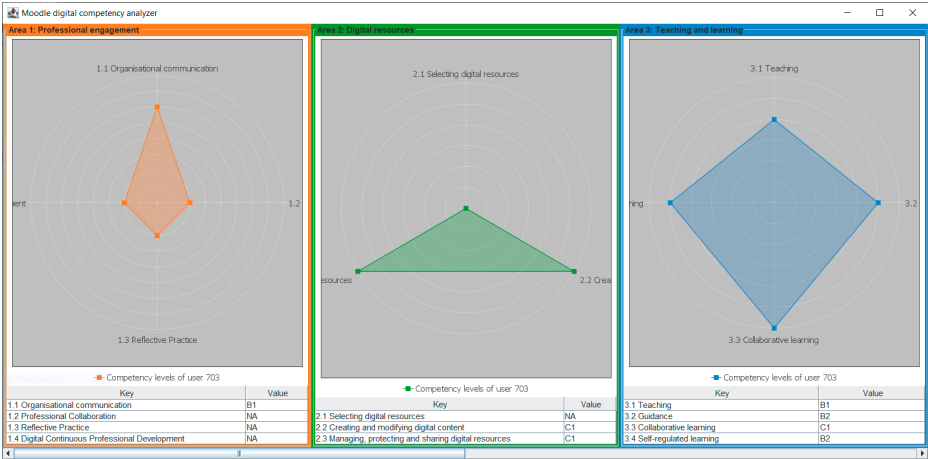 Moodle digital competency analyzer
Area 1: Professional engagement
1.1 Organisational communication
ment
1.2
1.3 Reflective Practice
Competency levels of user 703
Key Value
1.1 Organisational communication B1
1.2 Professional Collaboration NA
1.3 Reflective Practice NA
1.4 Digital Continuous Professional Development NA
Area 2: Digital resources
2.1 Selecting digital resources
esources
2.2 Crea
Competency levels of user 703
Key Value
2.1 Selecting digital resources NA
2.2 Creating and modifying digital content C1
2.3 Managing, protecting and sharing digital resources C1
Area 3: Teaching and learning
3.1 Teaching
ning
3.2
3.3 Collaborative learning
Competency levels of user 703
Key Value
3.1 Teaching B1
3.2 Guidance B2
3.3 Collaborative learning C1
3.4 Self-regulated learning B2